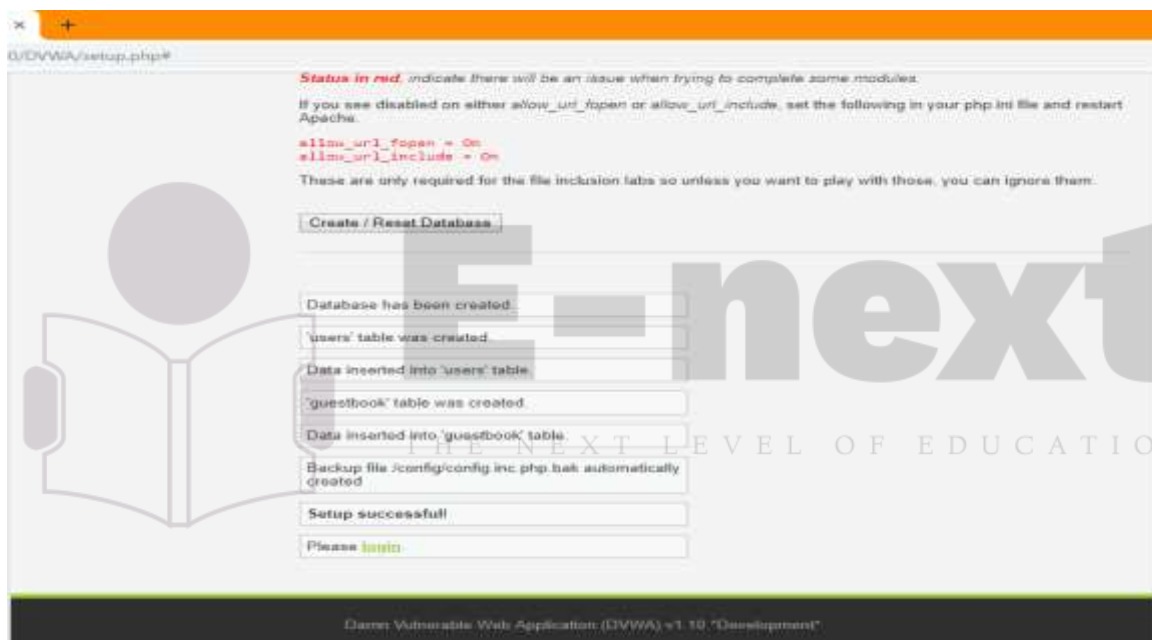 0/DVWA/setup.php#
Status in red, indicate there will be an issue when trying to complete some modules.
If you see disabled on either allow_url_fopen or allow_url_include, set the following in your php.ini file and restart
Apache.
allow_url_fopen = On
allow_url_include = On
These are only required for the file inclusion labs so unless you want to play with those, you can ignore them.
Create / Reset Database
E-next
Database has been created.
'users' table was created.
Data inserted into 'users' table.
'guestbook' table was created.
Data inserted into 'guestbook' table.
THE NEXT LEVEL OF EDUCATIO
Backup file /config/config.inc.php.bak automatically
created
Setup successful!
Please login.
Damn Vulnerable Web Application (DVWA) v1.10 *Development*